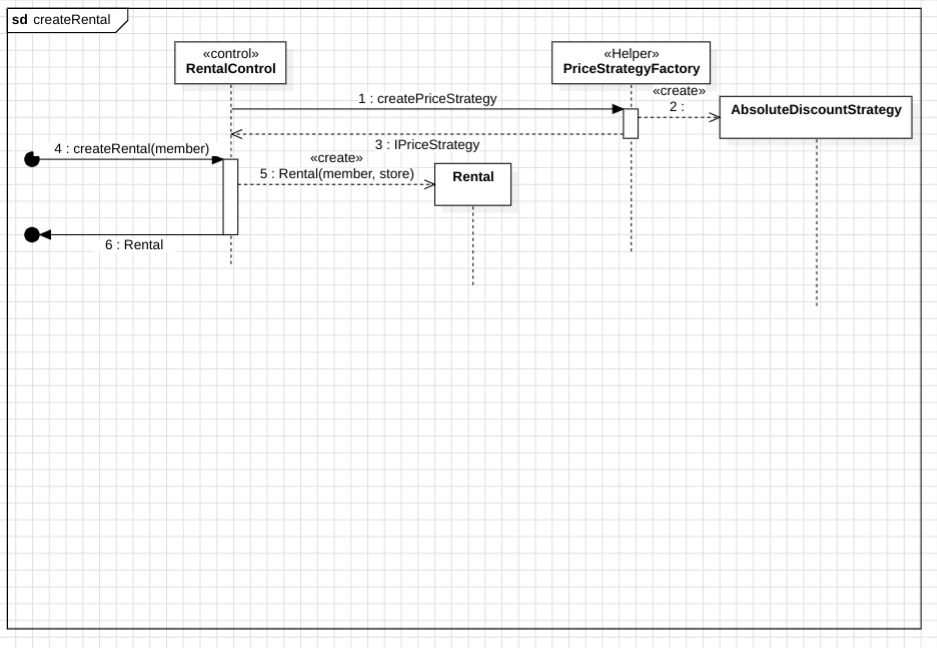 sd createRental
«control»
RentalControl
«Helper»
PriceStrategyFactory
1 : createPriceStrategy
«create»
2 :
AbsoluteDiscountStrategy
3 : IPriceStrategy
4 : createRental(member)
«create»
5 : Rental(member, store)
Rental
6 : Rental